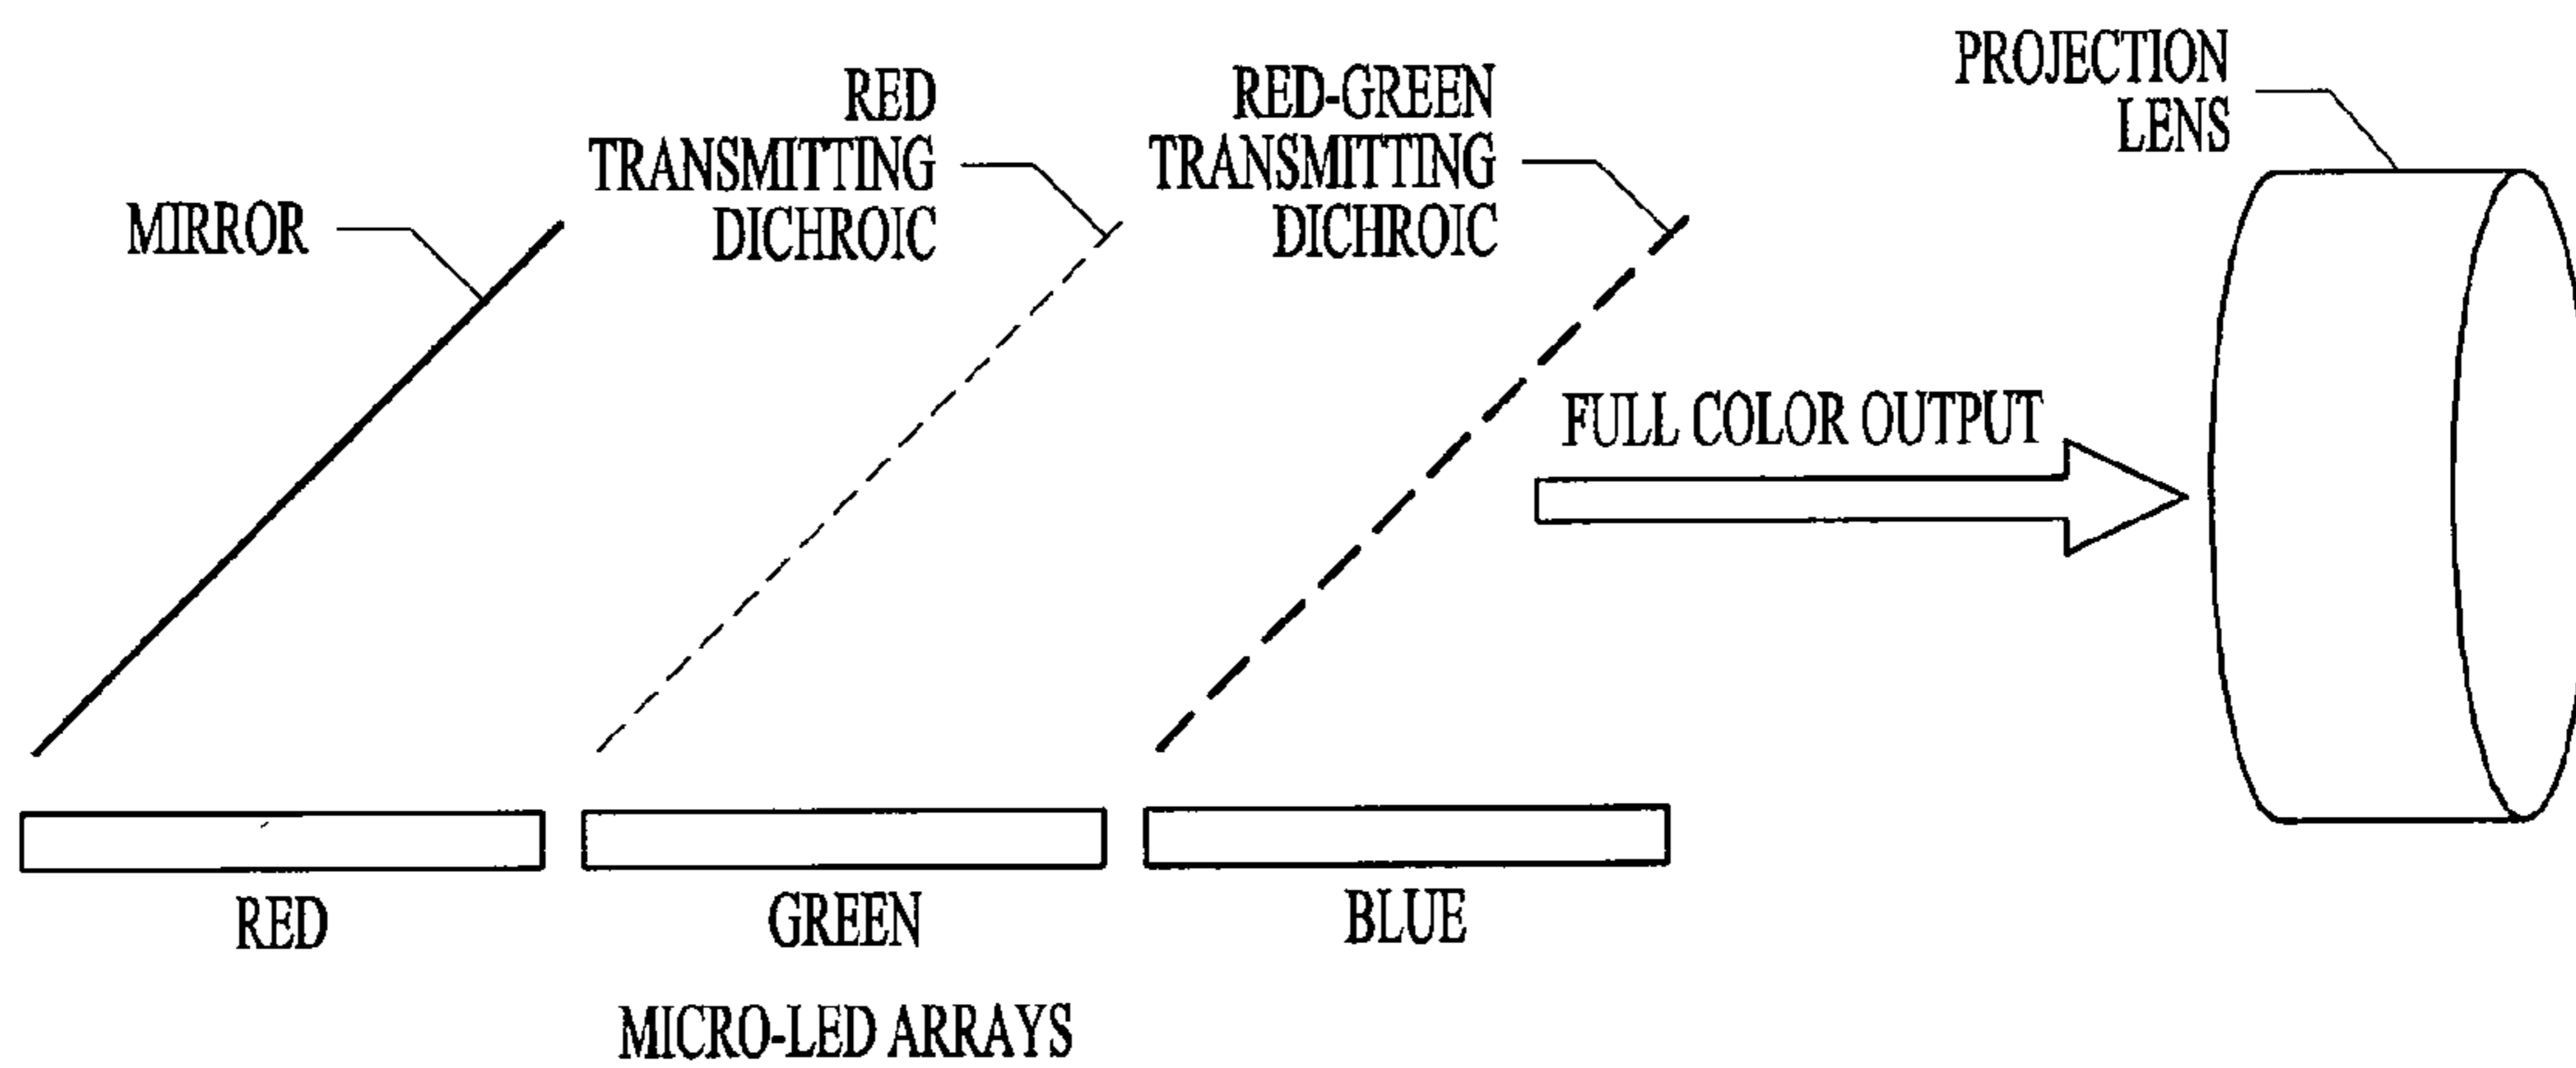 MIRROR
RED
TRANSMITTING
DICHROIC
RED-GREEN
TRANSMITTING
DICHROIC
PROJECTION
LENS
FULL COLOR OUTPUT
RED
GREEN
BLUE
MICRO-LED ARRAYS